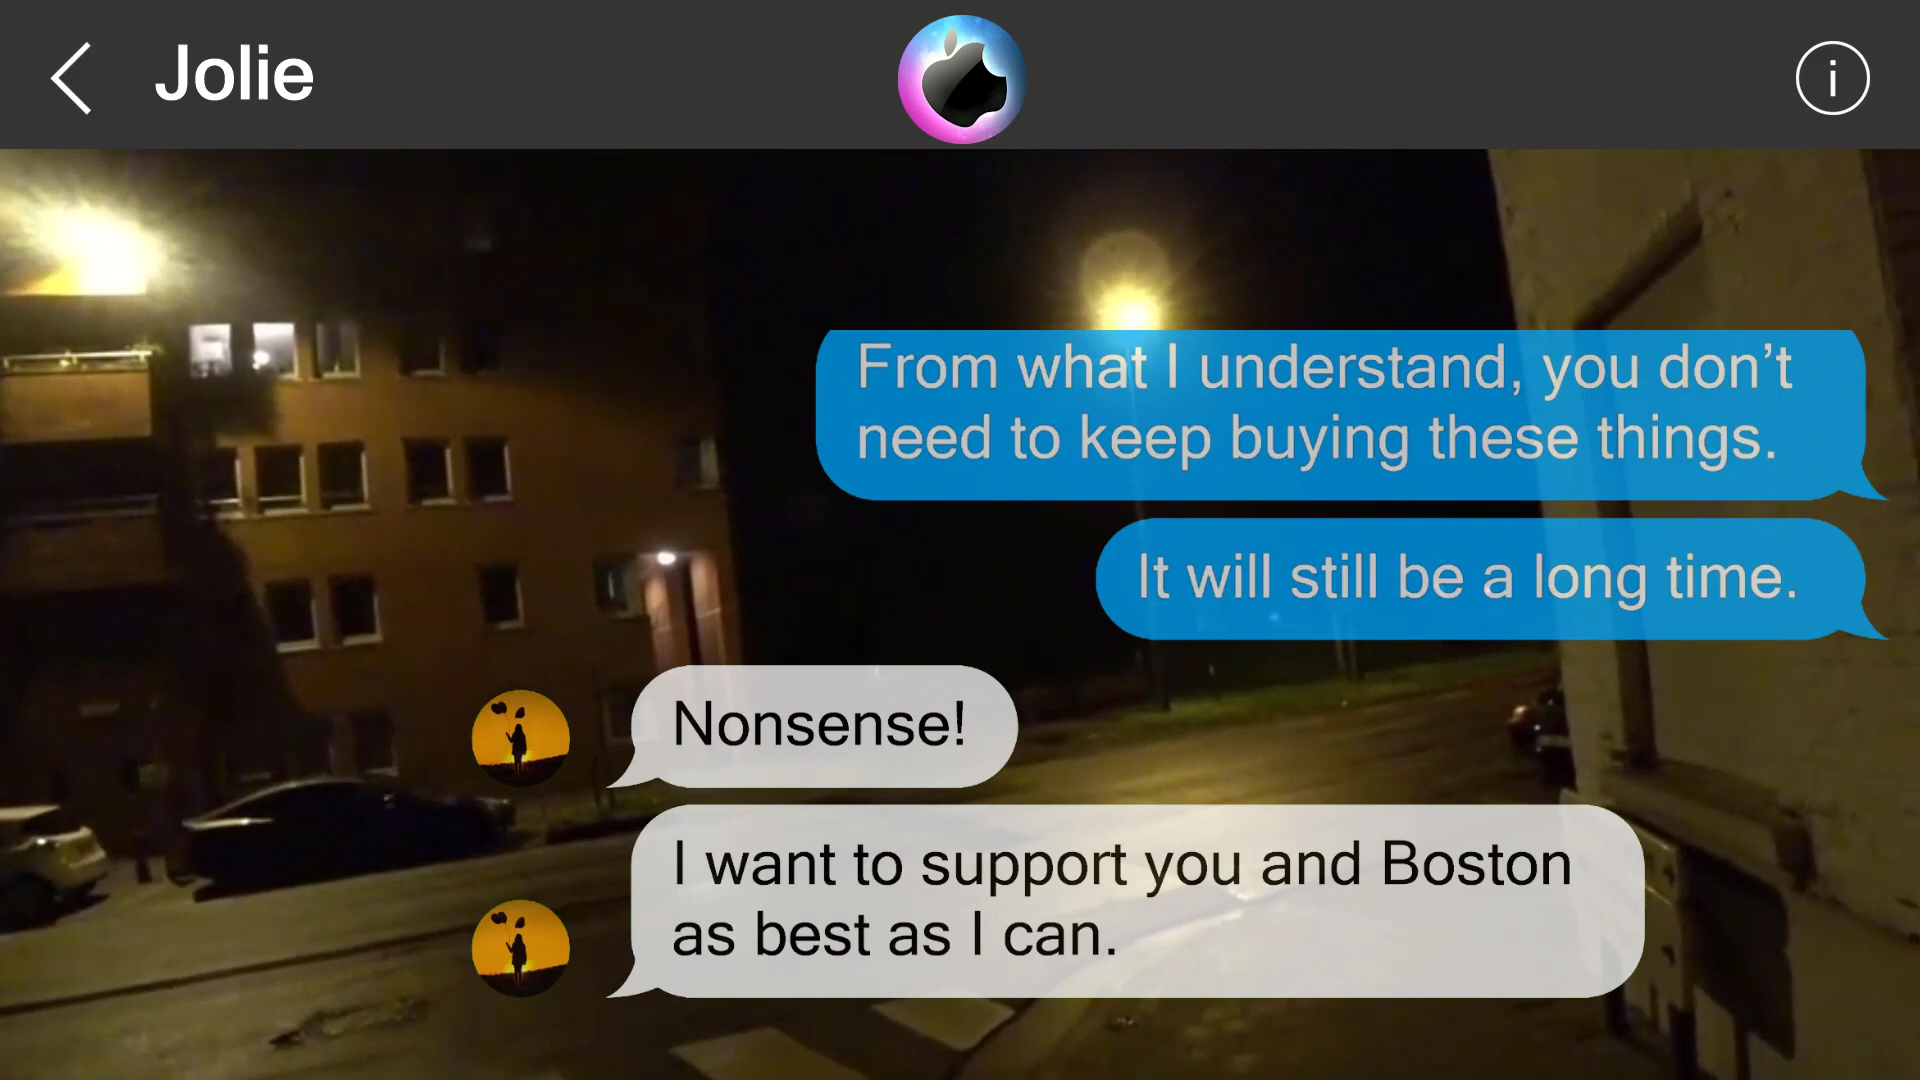 Jolie
i
From what I understand, you don’t
need to keep buying these things.
It will still be a long time.
Nonsense!
I want to support you and Boston
as best as I can.